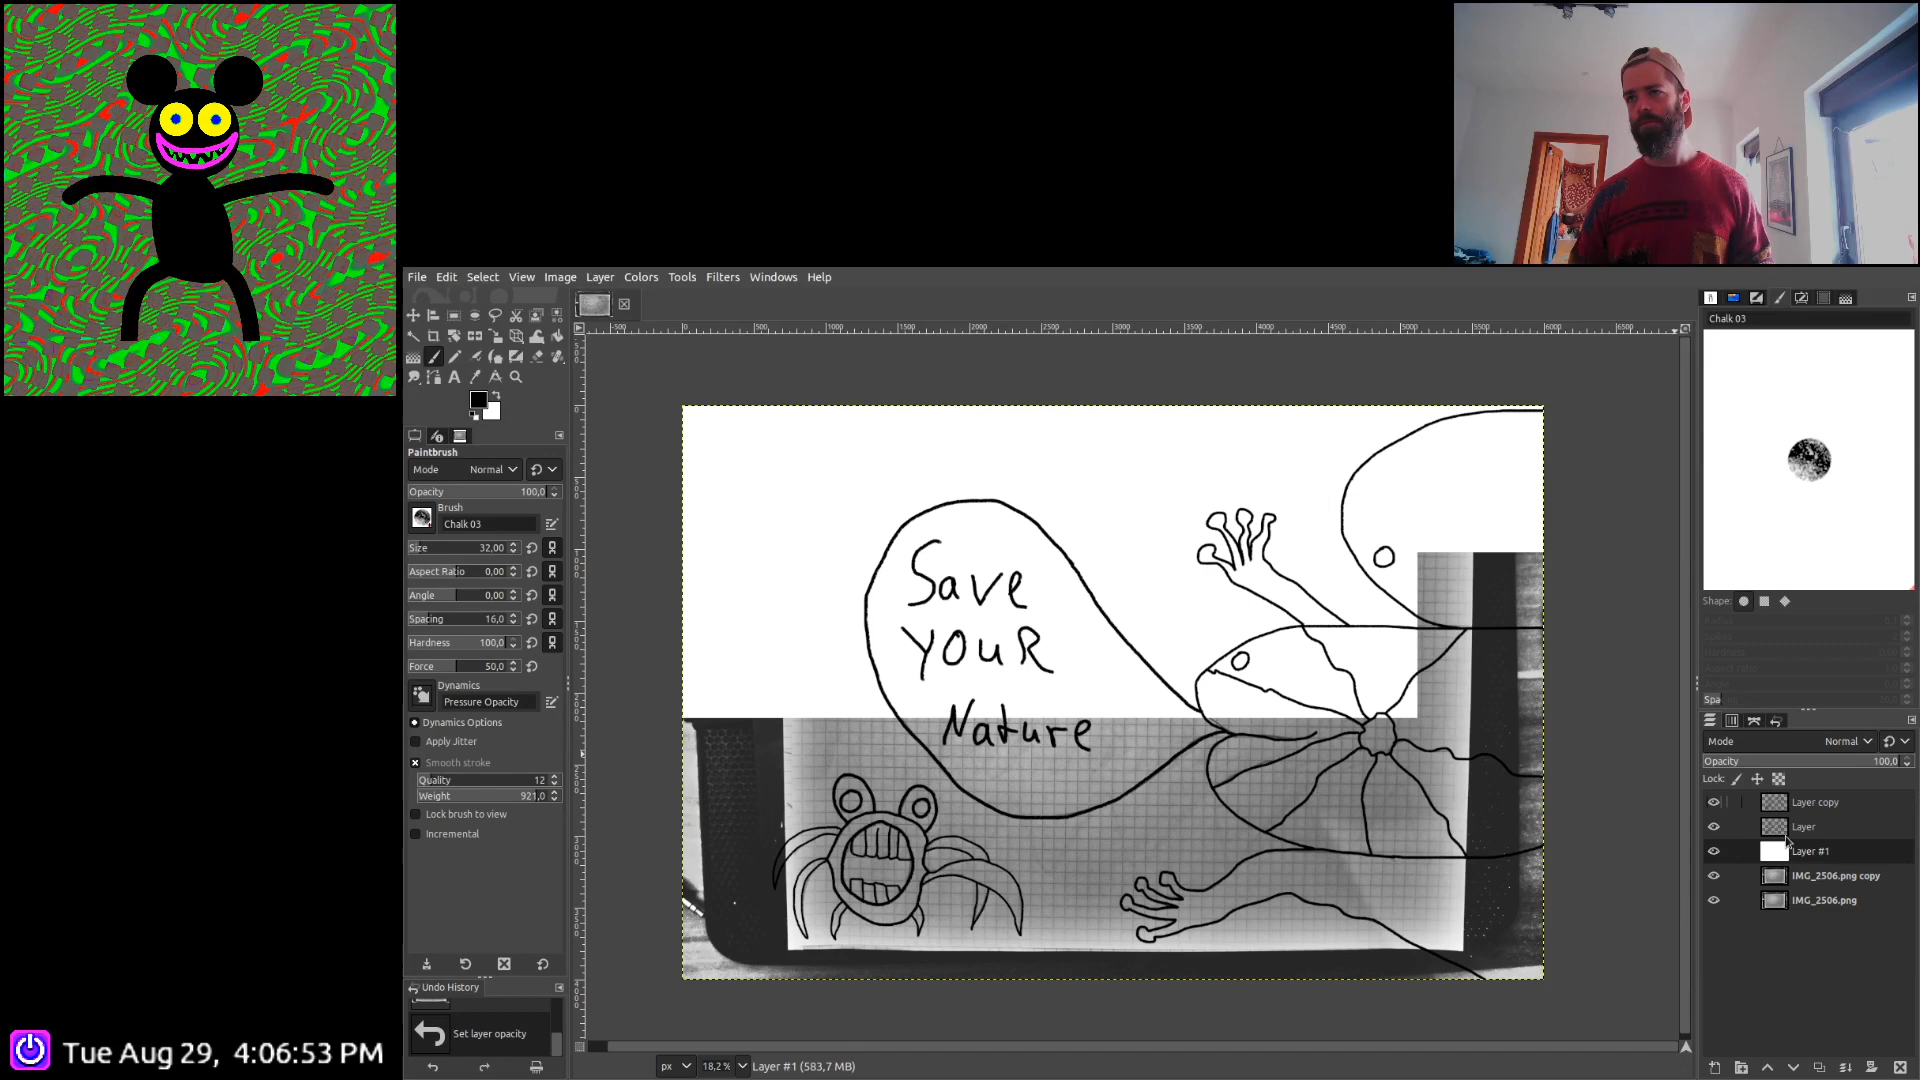 File Edit Select View Image Layer Colors Tools Filters Windows Help
Chalk 03
Paintbrush
Mode Normal
Opacity 100,0
Brush
Chalk 03
Size 32,00
Aspect Ratio 0,00
Angle 0,00
Spacing 16,0
Hardness 100,0
Force 50,0
Dynamics
Pressure Opacity
Dynamics Options
Apply Jitter
Smooth stroke
Quality 12
Weight 921,0
Lock brush to view
Incremental
Undo History
Set layer opacity
Save
YOUR
Nature
px 18,2 % Layer #1 (583,7 MB)
Shape:
Spa
Mode Normal
Opacity 100,0
Lock:
Layer copy
Layer
Layer #1
IMG_2506.png copy
IMG_2506.png
Tue Aug 29, 4:06:53 PM